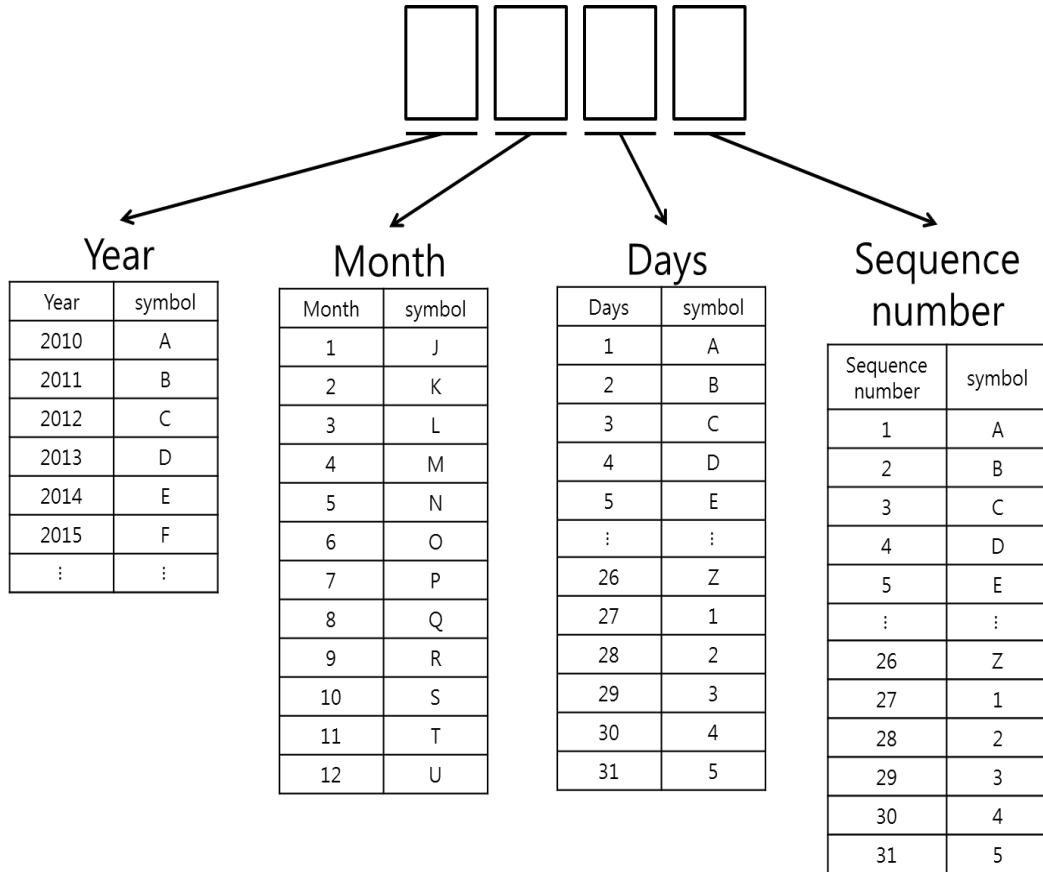 Year
Year symbol
2010 A
2011 B
2012 C
2013 D
2014 E
2015 F
⋮ ⋮
Month
Month symbol
1 J
2 K
3 L
4 M
5 N
6 O
7 P
8 Q
9 R
10 S
11 T
12 U
Days
Days symbol
1 A
2 B
3 C
4 D
5 E
⋮ ⋮
26 Z
27 1
28 2
29 3
30 4
31 5
Sequence
number
Sequence
number symbol
1 A
2 B
3 C
4 D
5 E
⋮ ⋮
26 Z
27 1
28 2
29 3
30 4
31 5